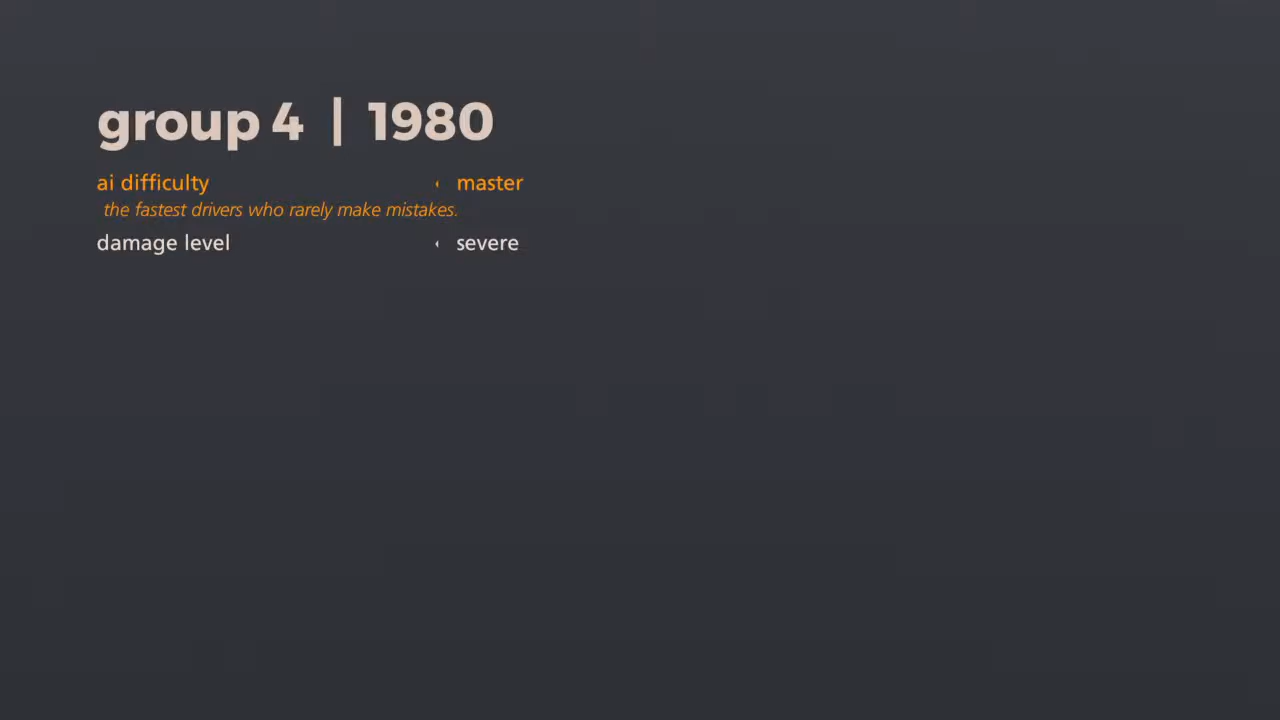 group 4 | 1980
ai difficulty master
the fastest drivers who rarely make mistakes.
damage level severe